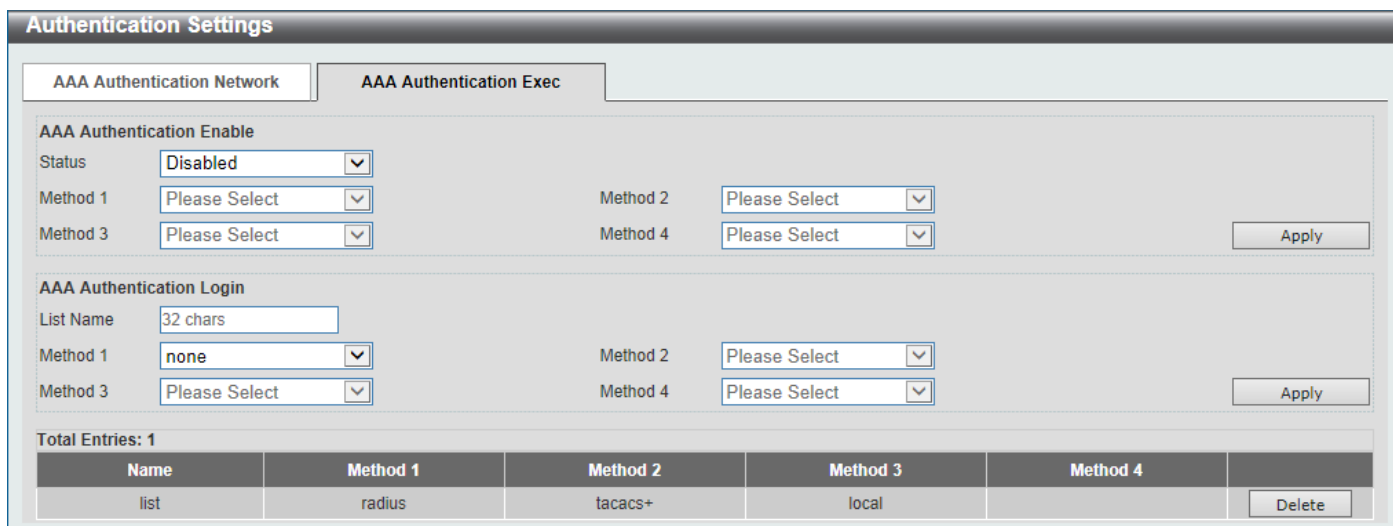 Authentication Settings
AAA Authentication Network AAA Authentication Exec
AAA Authentication Enable
Status Disabled
Method 1 Please Select Method 2 Please Select
Method 3 Please Select Method 4 Please Select Apply
AAA Authentication Login
List Name 32 chars
Method 1 none Method 2 Please Select
Method 3 Please Select Method 4 Please Select Apply
Total Entries: 1
Name Method 1 Method 2 Method 3 Method 4
list radius tacacs+ local Delete